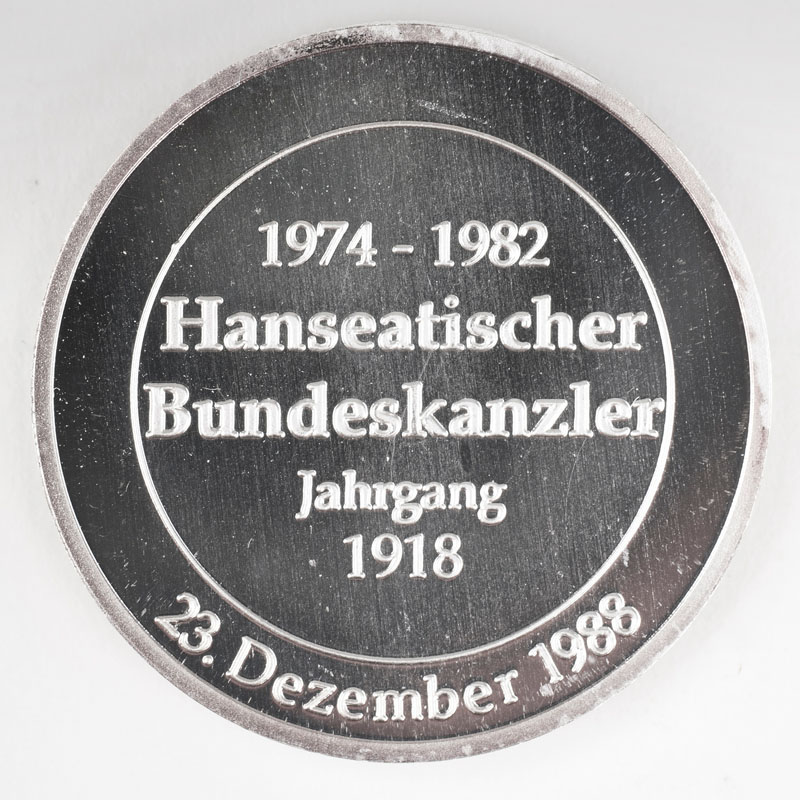 1974 - 1982
Hanseatischer
Bundeskanzler
Jahrgang
1918
23. Dezember 1988